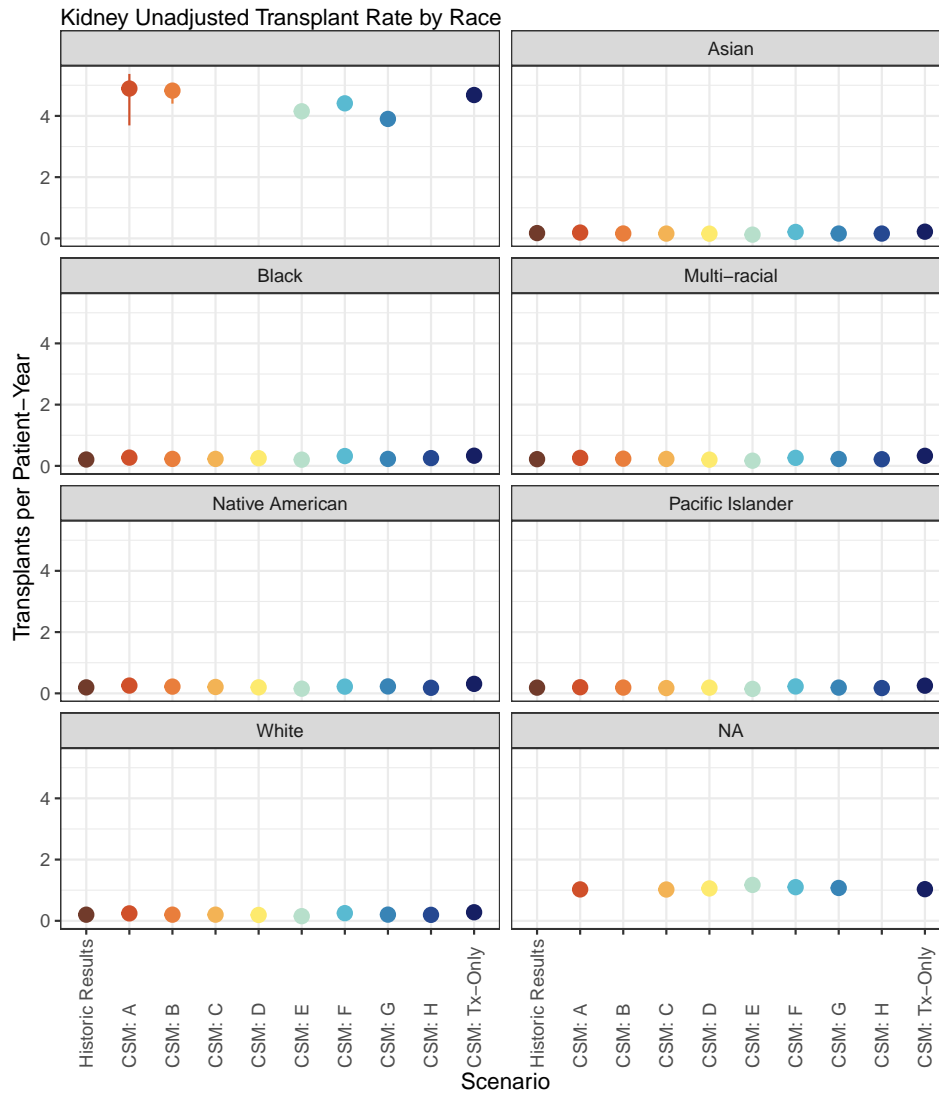 Kidney Unadjusted Transplant Rate by Race
Asian
4
2
0
Black
Multi−racial
4
2
0
Native American
Pacific Islander
4
2
0
White
NA
4
2
0
Transplants per Patient−Year
Historic Results
CSM: A
CSM: B
CSM: C
CSM: D
CSM: E
CSM: F
CSM: G
CSM: H
CSM: Tx−Only
Historic Results
CSM: A
CSM: B
CSM: C
CSM: D
CSM: E
CSM: F
CSM: G
CSM: H
CSM: Tx−Only
Scenario